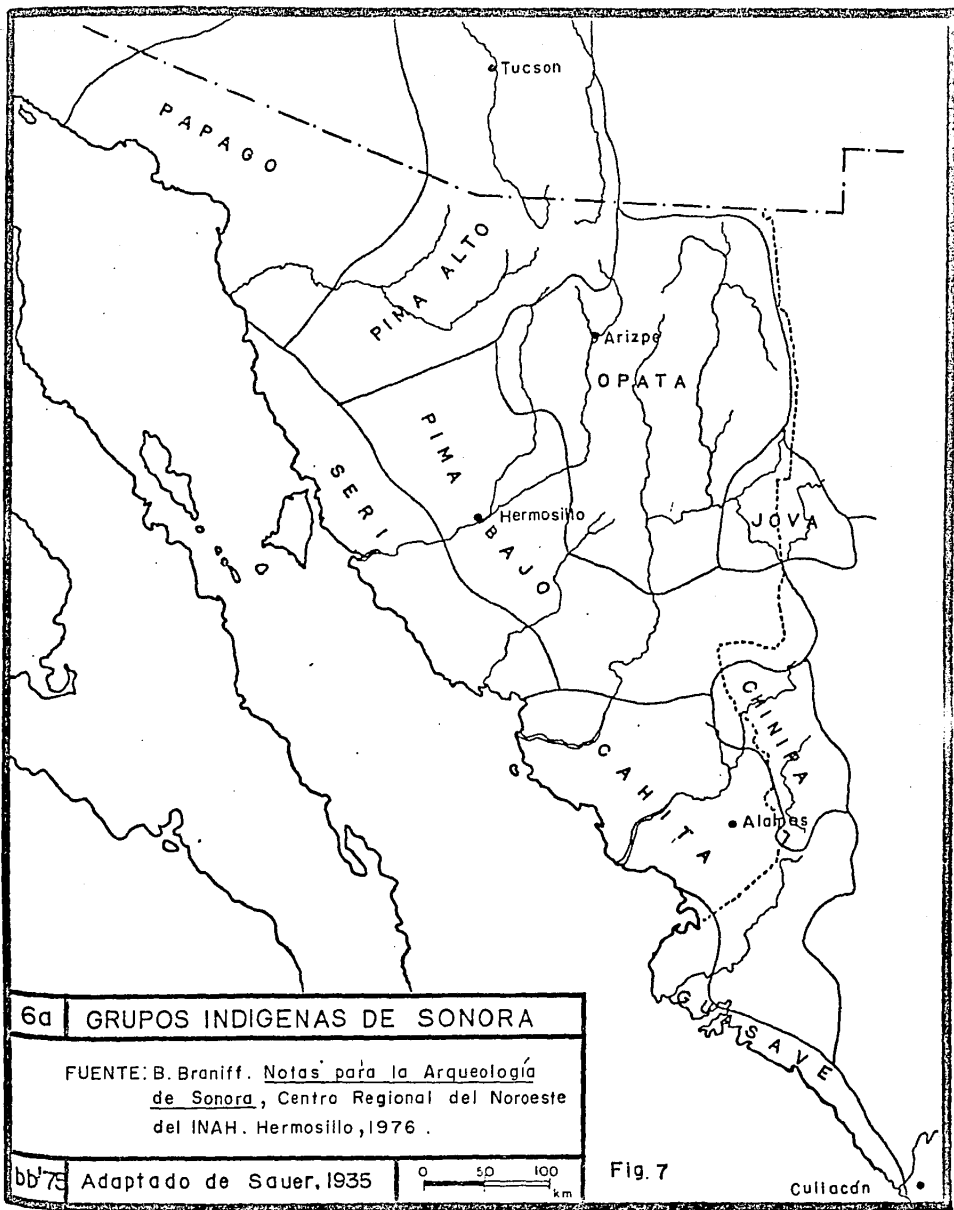 Tucson
PAPAGO
PIMA ALTO
Arizpe
OPATA
PIMA BAJO
SERI
Hermosillo
JOVA
CHINIPA
CAHITA
Alamos
GUASAVE
6a GRUPOS INDIGENAS DE SONORA
FUENTE: B. Braniff. Notas para la Arqueología
de Sonora, Centro Regional del Noroeste
del INAH. Hermosillo, 1976.
bb'75 Adaptado de Sauer, 1935
0 50 100
km
Fig. 7
Culiacán